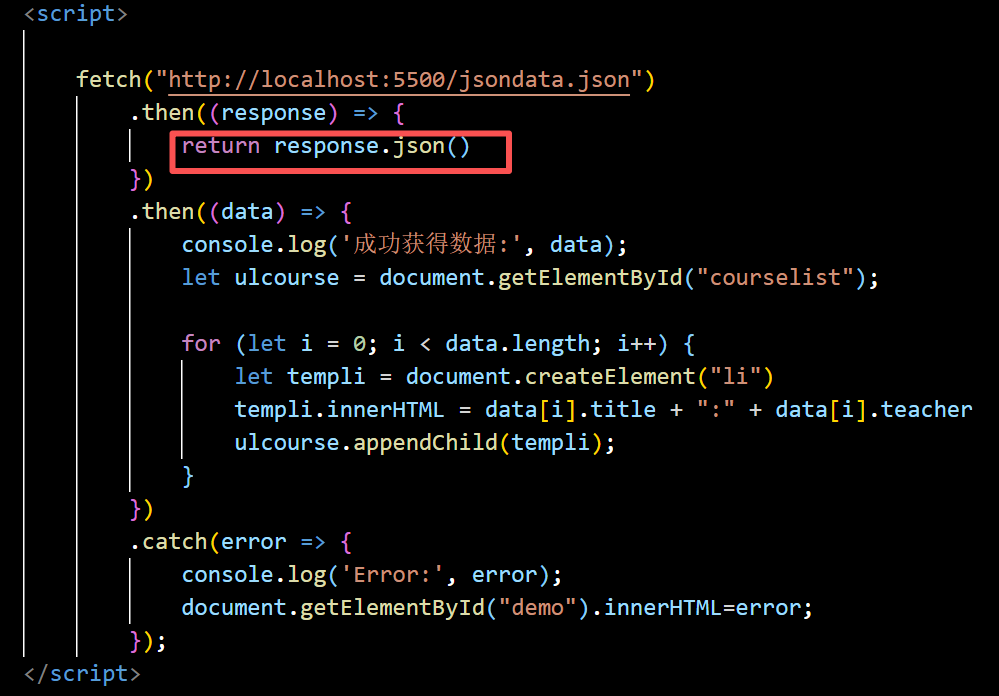 <script>
fetch("http://localhost:5500/jsondata.json")
.then((response) => {
return response.json()
})
.then((data) => {
console.log('成功获得数据:', data);
let ulcourse = document.getElementById("courselist");
for (let i = 0; i < data.length; i++) {
let templi = document.createElement("li")
templi.innerHTML = data[i].title + ":" + data[i].teacher
ulcourse.appendChild(templi);
}
})
.catch(error => {
console.log('Error:', error);
document.getElementById("demo").innerHTML=error;
});
</script>